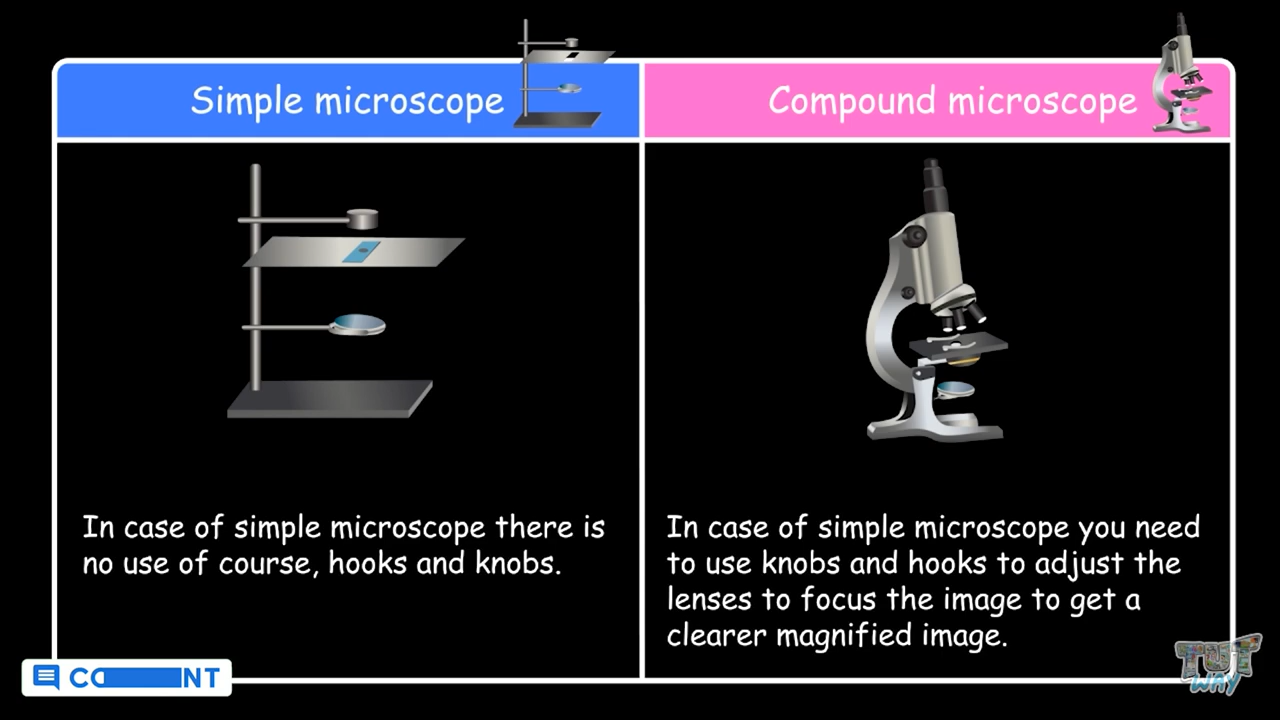 Simple microscope
Compound microscope
In case of simple microscope there is
no use of course, hooks and knobs.
In case of simple microscope you need
to use knobs and hooks to adjust the
lenses to focus the image to get a
clearer magnified image.
TUT
WAY